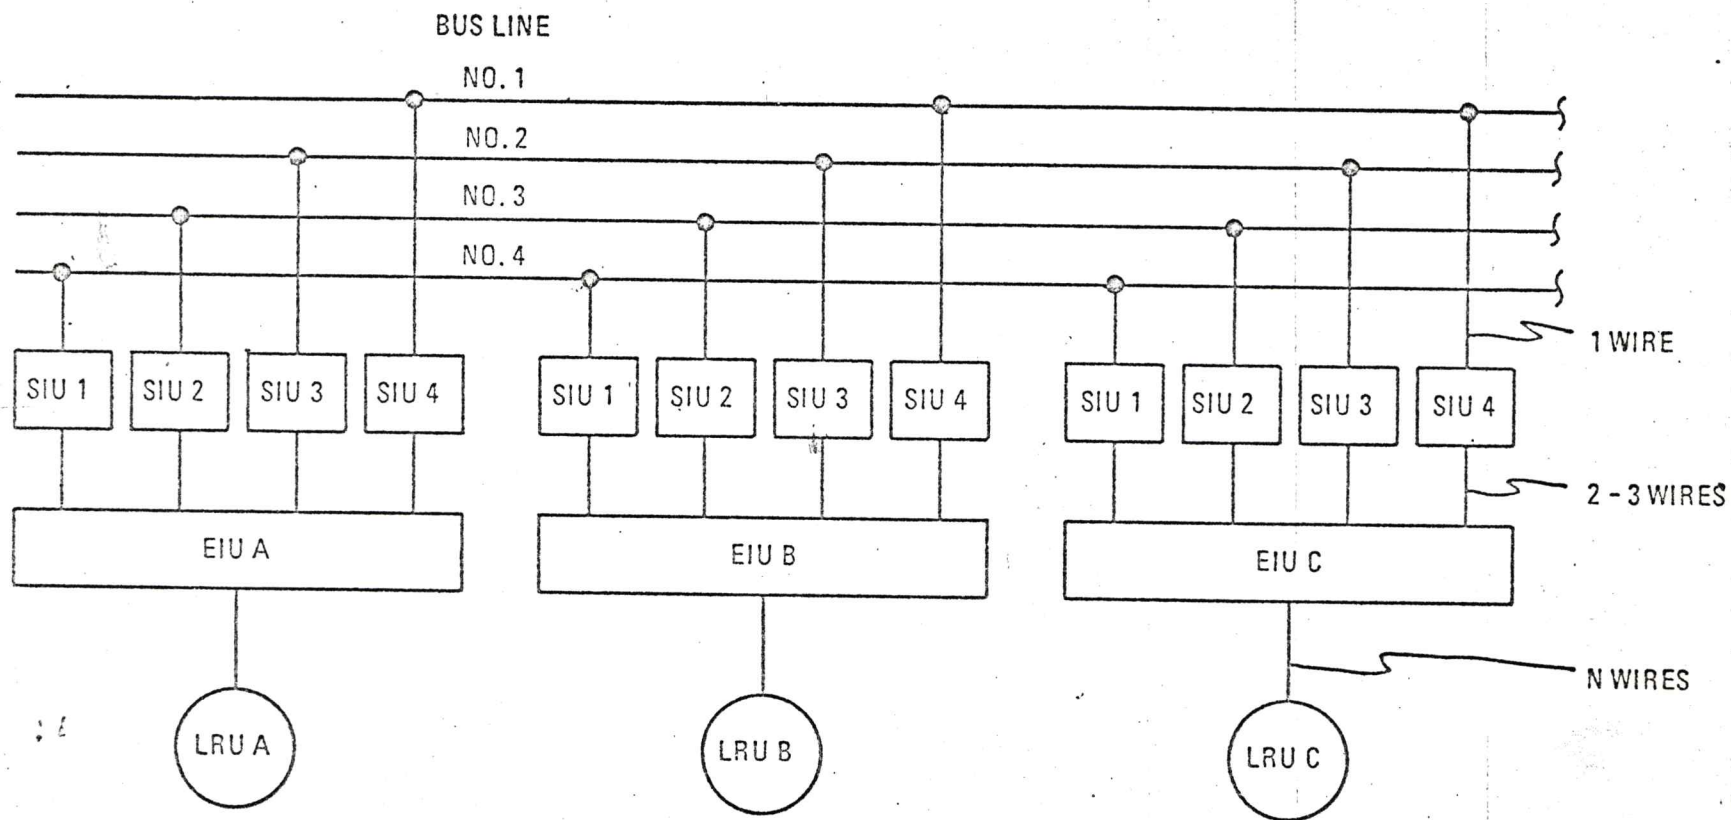 BUS LINE
NO. 1
NO. 2
NO. 3
NO. 4
1 WIRE
SIU 1 SIU 2 SIU 3 SIU 4 SIU 1 SIU 2 SIU 3 SIU 4 SIU 1 SIU 2 SIU 3 SIU 4
2 - 3 WIRES
EIU A EIU B EIU C
N WIRES
LRU A LRU B LRU C